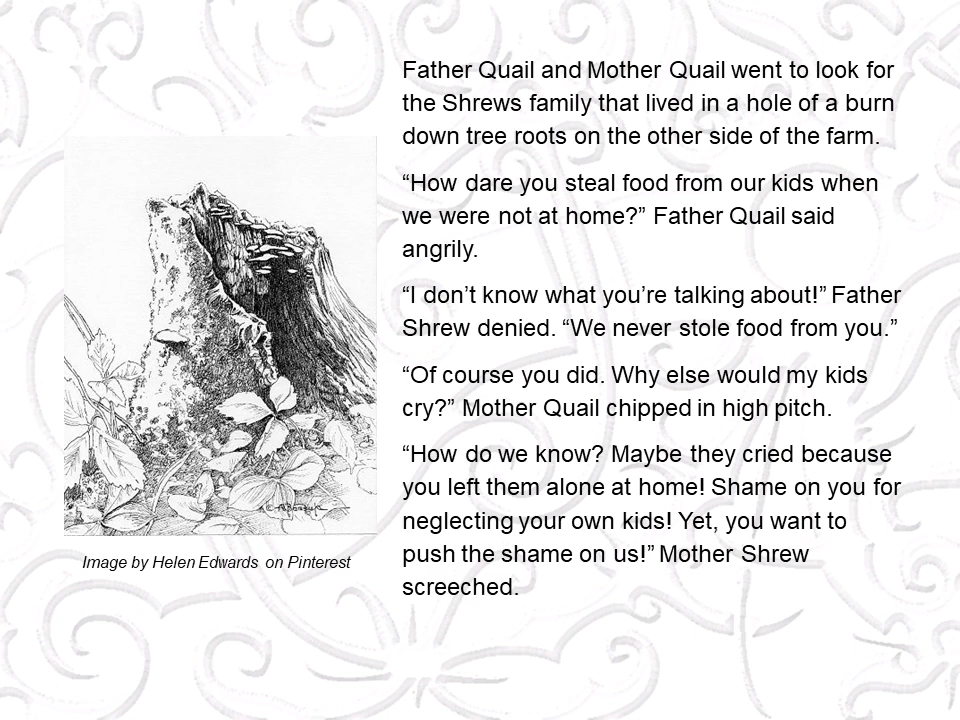 Father Quail and Mother Quail went to look for
the Shrews family that lived in a hole of a burn
down tree roots on the other side of the farm.
“How dare you steal food from our kids when
we were not at home?” Father Quail said
angrily.
“I don’t know what you’re talking about!” Father
Shrew denied. “We never stole food from you.”
“Of course you did. Why else would my kids
cry?” Mother Quail chipped in high pitch.
“How do we know? Maybe they cried because
you left them alone at home! Shame on you for
neglecting your own kids! Yet, you want to
push the shame on us!” Mother Shrew
screeched.
Image by Helen Edwards on Pinterest